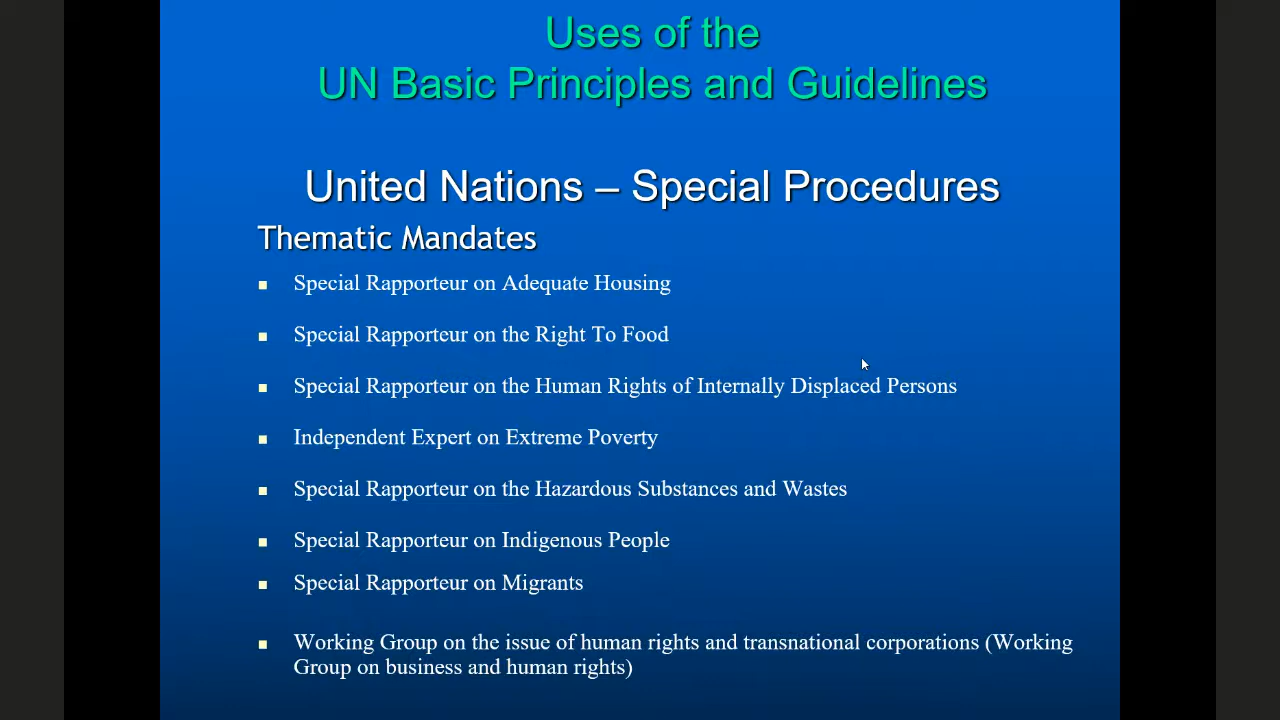 Uses of the
UN Basic Principles and Guidelines
United Nations – Special Procedures
Thematic Mandates
Special Rapporteur on Adequate Housing
Special Rapporteur on the Right To Food
Special Rapporteur on the Human Rights of Internally Displaced Persons
Independent Expert on Extreme Poverty
Special Rapporteur on the Hazardous Substances and Wastes
Special Rapporteur on Indigenous People
Special Rapporteur on Migrants
Working Group on the issue of human rights and transnational corporations (Working
Group on business and human rights)